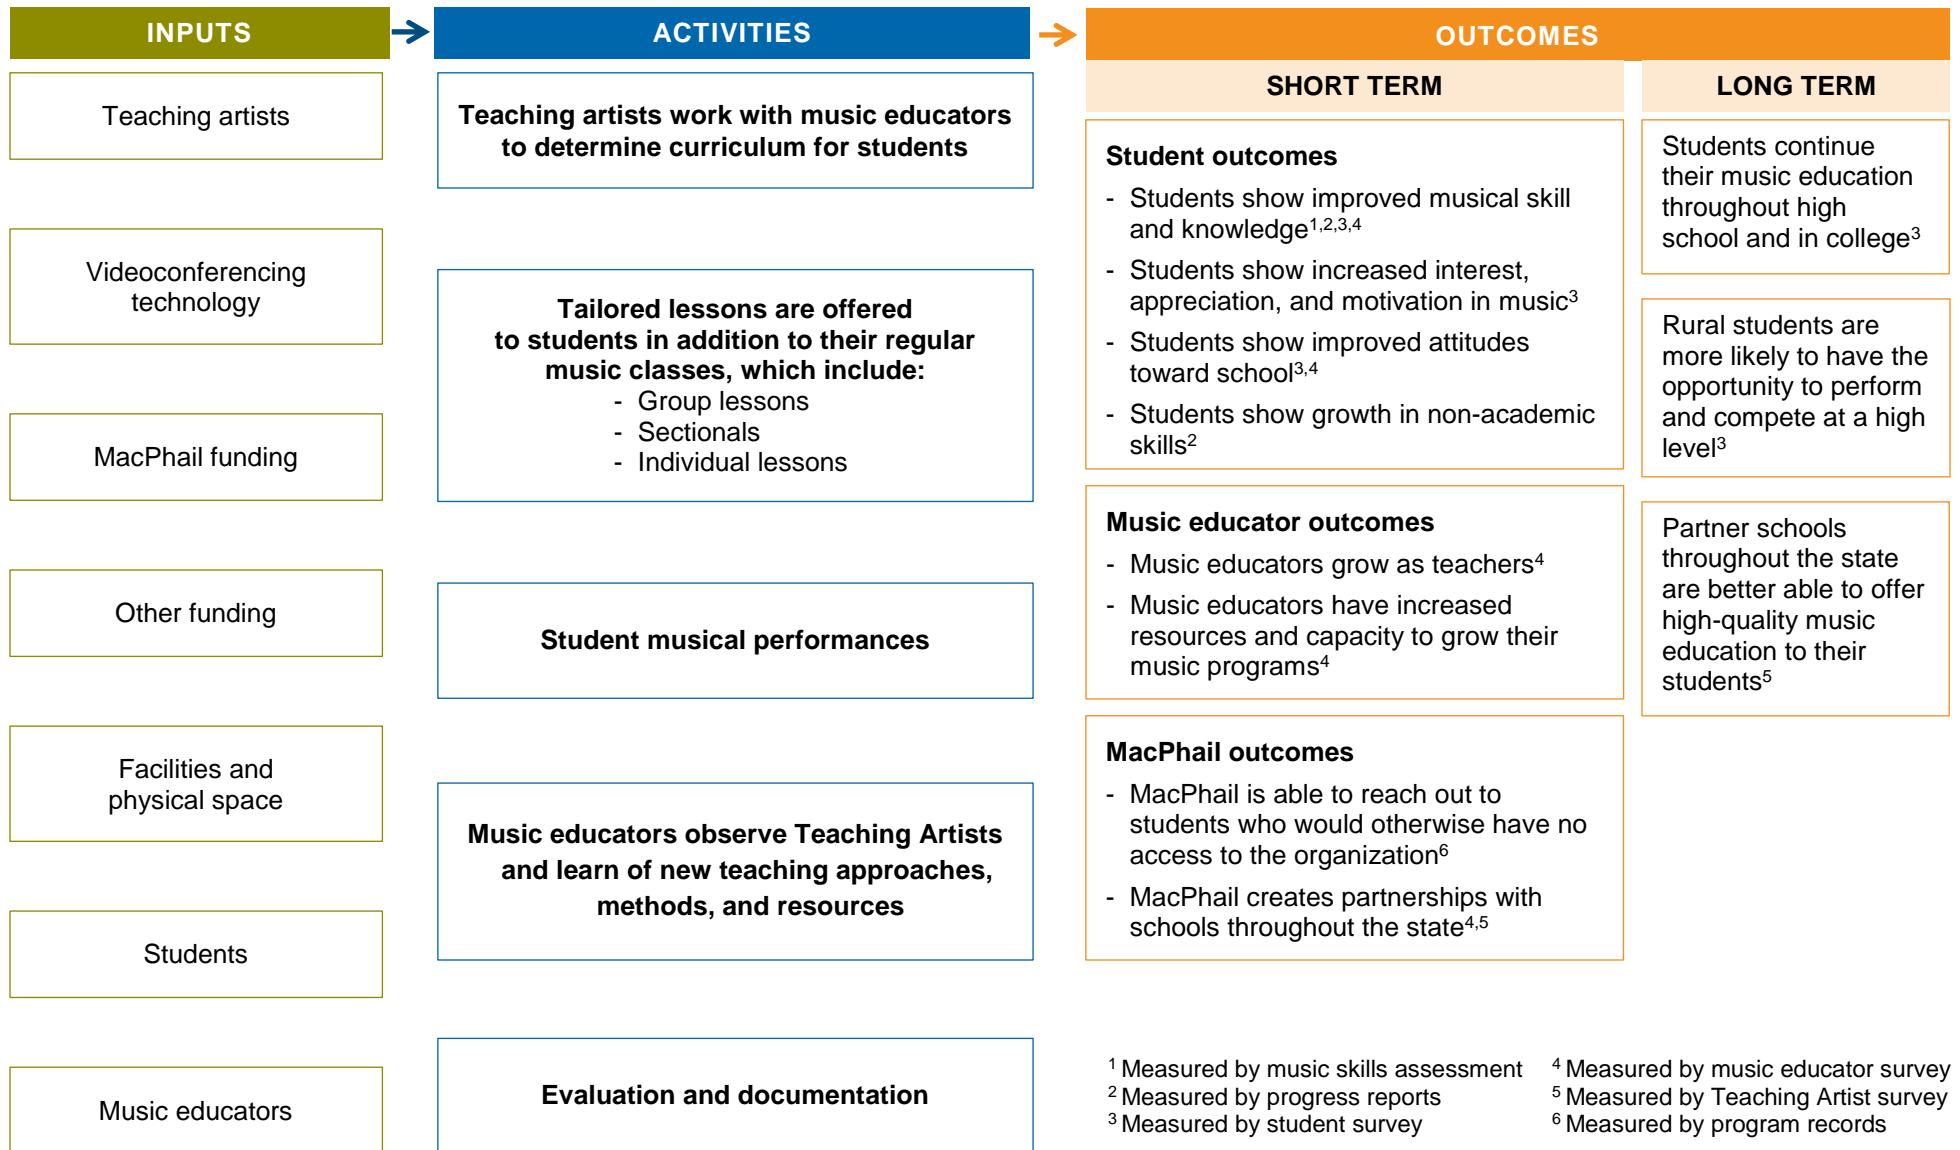 INPUTS
Teaching artists
Videoconferencing
technology
MacPhail funding
Other funding
Facilities and
physical space
Students
Music educators
ACTIVITIES
Teaching artists work with music educators
to determine curriculum for students
Tailored lessons are offered
to students in addition to their regular
music classes, which include:
- Group lessons
- Sectionals
- Individual lessons
Student musical performances
Music educators observe Teaching Artists
and learn of new teaching approaches,
methods, and resources
Evaluation and documentation
OUTCOMES
SHORT TERM
Student outcomes
- Students show improved musical skill
and knowledge1,2,3,4
- Students show increased interest,
appreciation, and motivation in music3
- Students show improved attitudes
toward school3,4
- Students show growth in non-academic
skills2
Music educator outcomes
- Music educators grow as teachers4
- Music educators have increased
resources and capacity to grow their
music programs4
MacPhail outcomes
- MacPhail is able to reach out to
students who would otherwise have no
access to the organization6
- MacPhail creates partnerships with
schools throughout the state4,5
LONG TERM
Students continue
their music education
throughout high
school and in college3
Rural students are
more likely to have the
opportunity to perform
and compete at a high
level3
Partner schools
throughout the state
are better able to offer
high-quality music
education to their
students5
1 Measured by music skills assessment
2 Measured by progress reports
3 Measured by student survey
4 Measured by music educator survey
5 Measured by Teaching Artist survey
6 Measured by program records